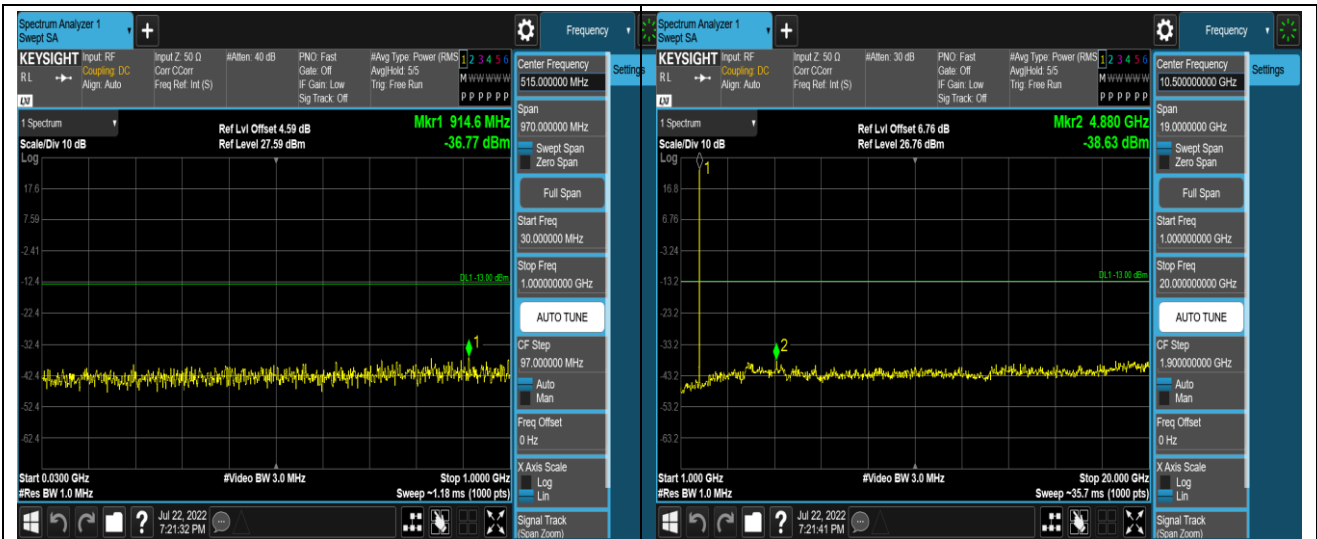 Spectrum Analyzer 1
Swept SA
+
Frequency
KEYSIGHT
RL
LXI
Input: RF
Coupling: DC
Align: Auto
Input Z: 50 Ω
Corr CCorr
Freq Ref: Int (S)
#Atten: 40 dB
PNO: Fast
Gate: Off
IF Gain: Low
Sig Track: Off
#Avg Type: Power (RMS
Avg|Hold: 5/5
Trig: Free Run
1 2 3 4 5 6
M W W W W W
P P P P P P
Center Frequency
515.000000 MHz
Settings
Span
970.000000 MHz
Swept Span
Zero Span
Full Span
Start Freq
30.000000 MHz
Stop Freq
1.000000000 GHz
AUTO TUNE
CF Step
97.000000 MHz
Auto
Man
Freq Offset
0 Hz
X Axis Scale
Log
Lin
Signal Track
(Span Zoom)
1 Spectrum
Scale/Div 10 dB
Log
Ref Lvl Offset 4.59 dB
Ref Level 27.59 dBm
Mkr1 914.6 MHz
-36.77 dBm
17.6
7.59
-2.41
DL1 -13.00 dBm
-12.4
-22.4
-32.4
1
-42.4
-52.4
-62.4
Start 0.0300 GHz
#Res BW 1.0 MHz
#Video BW 3.0 MHz
Stop 1.0000 GHz
Sweep ~1.18 ms (1000 pts)
?
Jul 22, 2022
7:21:32 PM
Spectrum Analyzer 1
Swept SA
+
Frequency
KEYSIGHT
RL
LXI
Input: RF
Coupling: DC
Align: Auto
Input Z: 50 Ω
Corr CCorr
Freq Ref: Int (S)
#Atten: 30 dB
PNO: Fast
Gate: Off
IF Gain: Low
Sig Track: Off
#Avg Type: Power (RMS
Avg|Hold: 5/5
Trig: Free Run
1 2 3 4 5 6
M W W W W W
P P P P P P
Center Frequency
10.500000000 GHz
Settings
Span
19.0000000 GHz
Swept Span
Zero Span
Full Span
Start Freq
1.000000000 GHz
Stop Freq
20.000000000 GHz
AUTO TUNE
CF Step
1.900000000 GHz
Auto
Man
Freq Offset
0 Hz
X Axis Scale
Log
Lin
Signal Track
(Span Zoom)
1 Spectrum
Scale/Div 10 dB
Log
Ref Lvl Offset 6.76 dB
Ref Level 26.76 dBm
Mkr2 4.880 GHz
-38.63 dBm
1
16.8
6.76
-3.24
DL1 -13.00 dBm
-13.2
-23.2
-33.2
2
-43.2
-53.2
-63.2
Start 1.000 GHz
#Res BW 1.0 MHz
#Video BW 3.0 MHz
Stop 20.000 GHz
Sweep ~35.7 ms (1000 pts)
?
Jul 22, 2022
7:21:41 PM